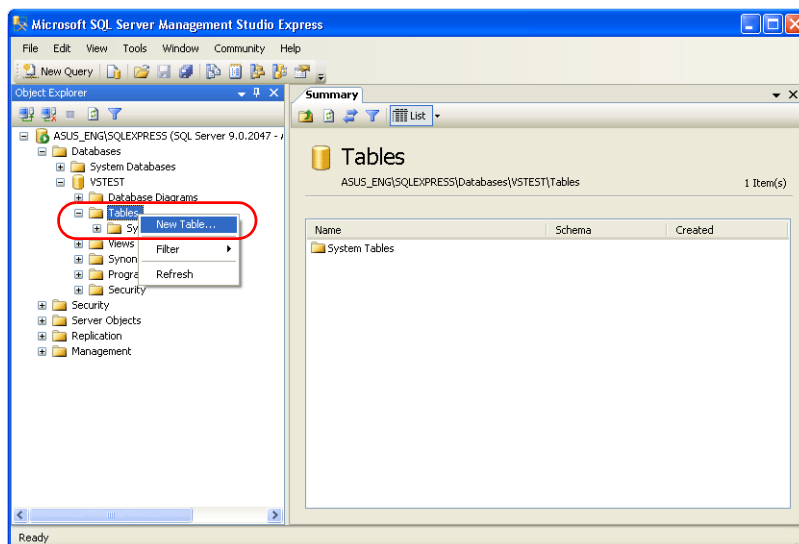 Microsoft SQL Server Management Studio Express
File Edit View Tools Window Community Help
New Query
Object Explorer
ASUS_ENG\SQLEXPRESS (SQL Server 9.0.2047 -
Databases
System Databases
VSTEST
Database Diagrams
Tables
Sy
Views
Synon
Progra
Security
Security
Server Objects
Replication
Management
New Table...
Filter
Refresh
Summary
List
Tables
ASUS_ENG\SQLEXPRESS\Databases\VSTEST\Tables 1 Item(s)
Name Schema Created
System Tables
Ready